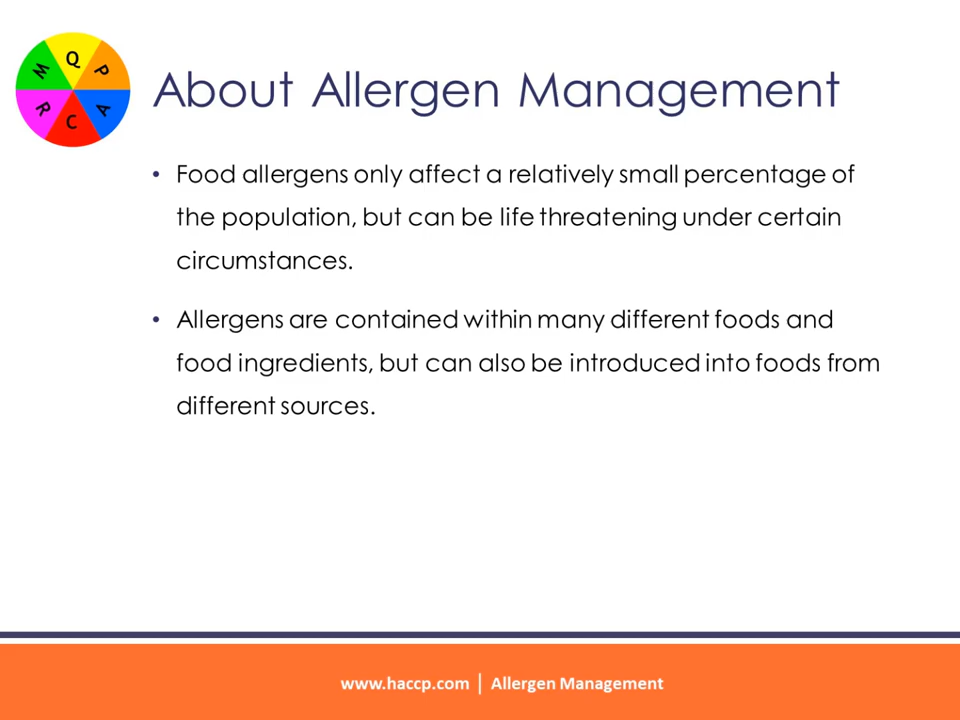 Q
P
A
C
R
M
About Allergen Management
• Food allergens only affect a relatively small percentage of
the population, but can be life threatening under certain
circumstances.
• Allergens are contained within many different foods and
food ingredients, but can also be introduced into foods from
different sources.
www.haccp.com | Allergen Management